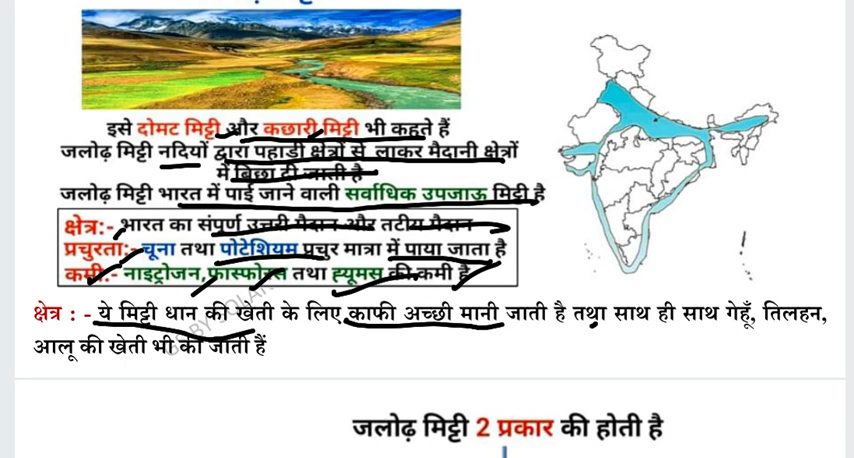 इसे दोमट मिट्टी और कछारी मिट्टी भी कहते हैं
जलोढ़ मिट्टी नदियों द्वारा पहाडी क्षेत्रों से लाकर मैदानी क्षेत्रों
में बिछा दी जाती है
जलोढ़ मिट्टी भारत में पाई जाने वाली सर्वाधिक उपजाऊ मिट्टी है
क्षेत्र:- भारत का संपूर्ण उत्तरी मैदान और तटीय मैदान
प्रचुरता:- चूना तथा पोटेशियम प्रचुर मात्रा में पाया जाता है
कमी:- नाइट्रोजन,फ़ास्फोरस तथा ह्यूमस की कमी है
क्षेत्र : - ये मिट्टी धान की खेती के लिए काफी अच्छी मानी जाती है तथा साथ ही साथ गेहूँ, तिलहन,
आलू की खेती भी की जाती हैं
जलोढ़ मिट्टी 2 प्रकार की होती है